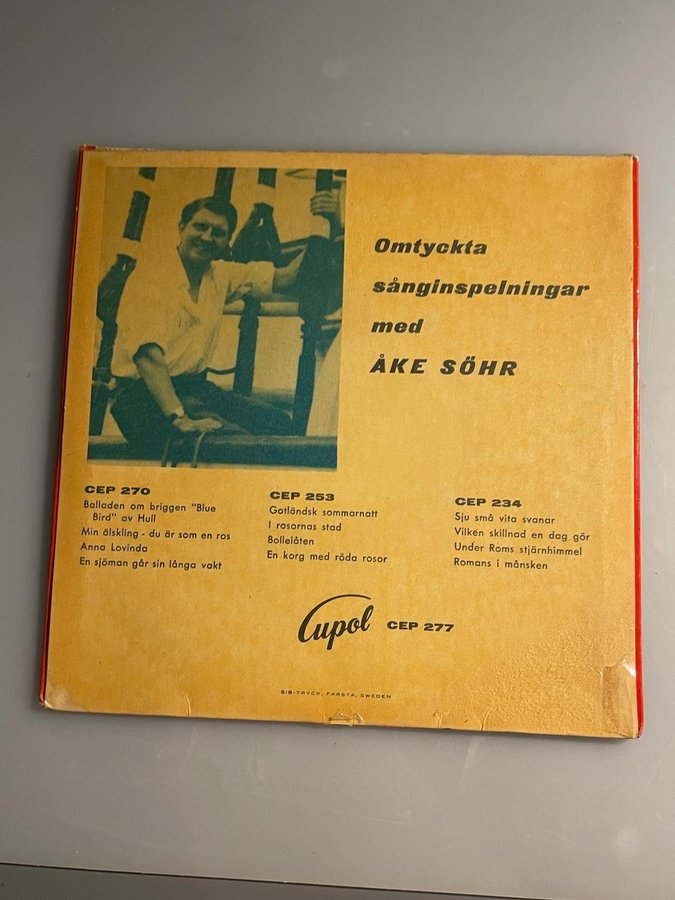 Omtyckta
sånginspelningar
med
ÅKE SÖHR
CEP 270
Balladen om briggen "Blue
Bird" av Hull
Min älskling - du är som en ros
Anna Lovinda
En sjöman går sin långa vakt
CEP 253
Gotländsk sommarnatt
I rosornas stad
Bollelåten
En korg med röda rosor
CEP 234
Sju små vita svanar
Vilken skillnad en dag gör
Under Roms stjärnhimmel
Romans i månsken
Cupol CEP 277
SIB-TRYCK, FARSTA, SWEDEN